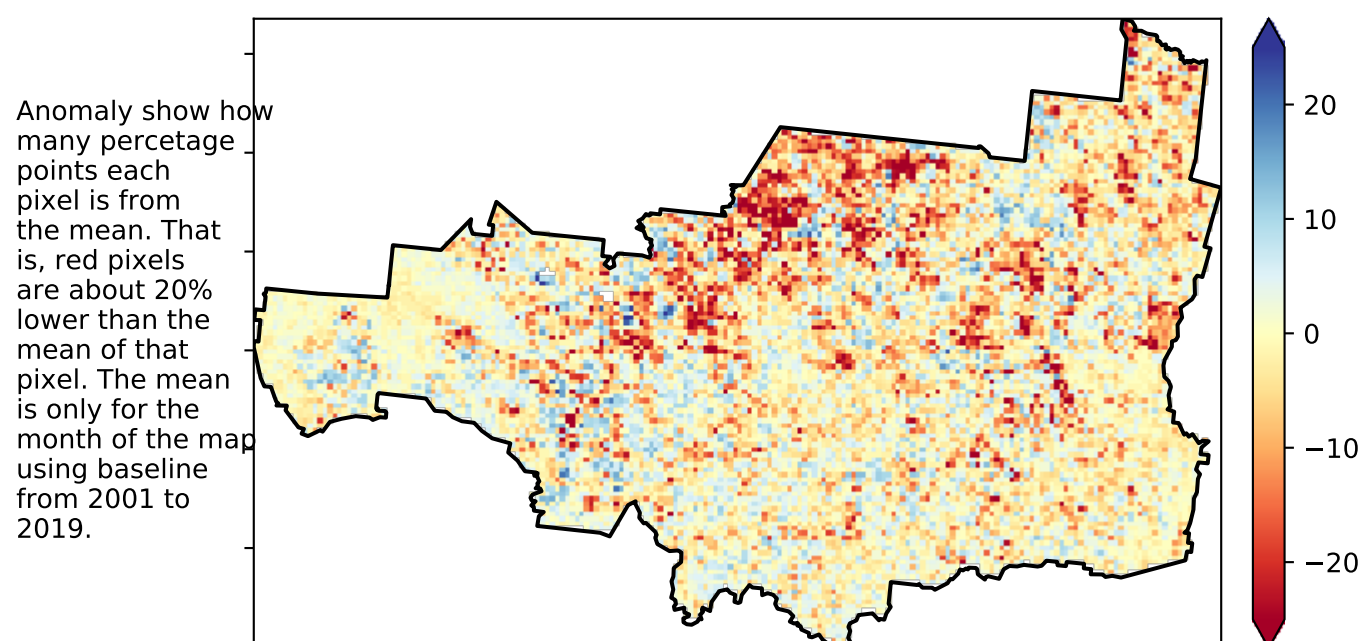 Anomaly show how
many percetage
points each
pixel is from
the mean. That
is, red pixels
are about 20%
lower than the
mean of that
pixel. The mean
is only for the
month of the map
using baseline
from 2001 to
2019.
20
10
0
−10
−20